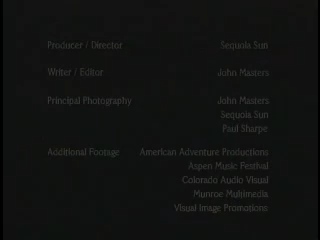 Producer / Director Sequoia Sun
Writer / Editor John Masters
Principal Photography John Masters
Sequoia Sun
Paul Sharpe
Additional Footage American Adventure Productions
Aspen Music Festival
Colorado Audio Visual
Munroe Multimedia
Visual Image Promotions